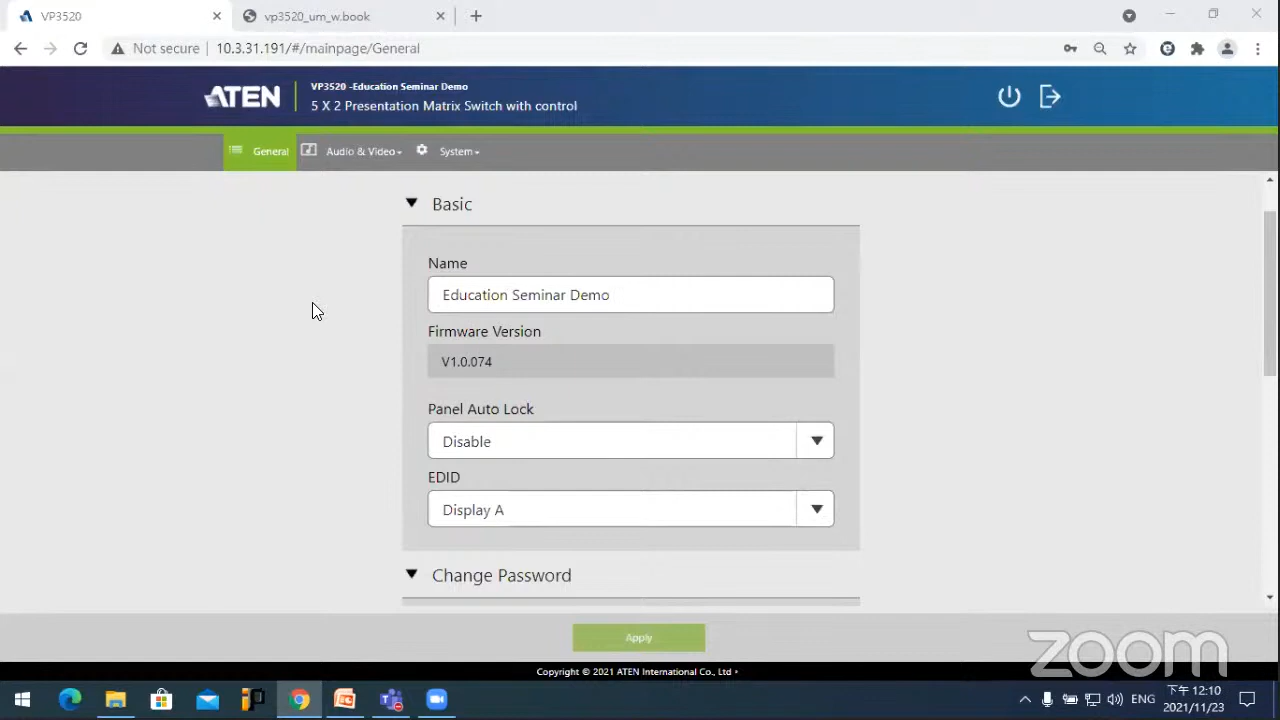 VP3520
vp3520_um_w.book
Not secure
10.3.31.191/#/mainpage/General
ATEN
VP3520 -Education Seminar Demo
5 X 2 Presentation Matrix Switch with control
General
Audio & Video
System
Basic
Name
Education Seminar Demo
Firmware Version
V1.0.074
Panel Auto Lock
Disable
EDID
Display A
Change Password
Apply
zoom
Copyright © 2021 ATEN International Co., Ltd
ENG
下午 12:10
2021/11/23